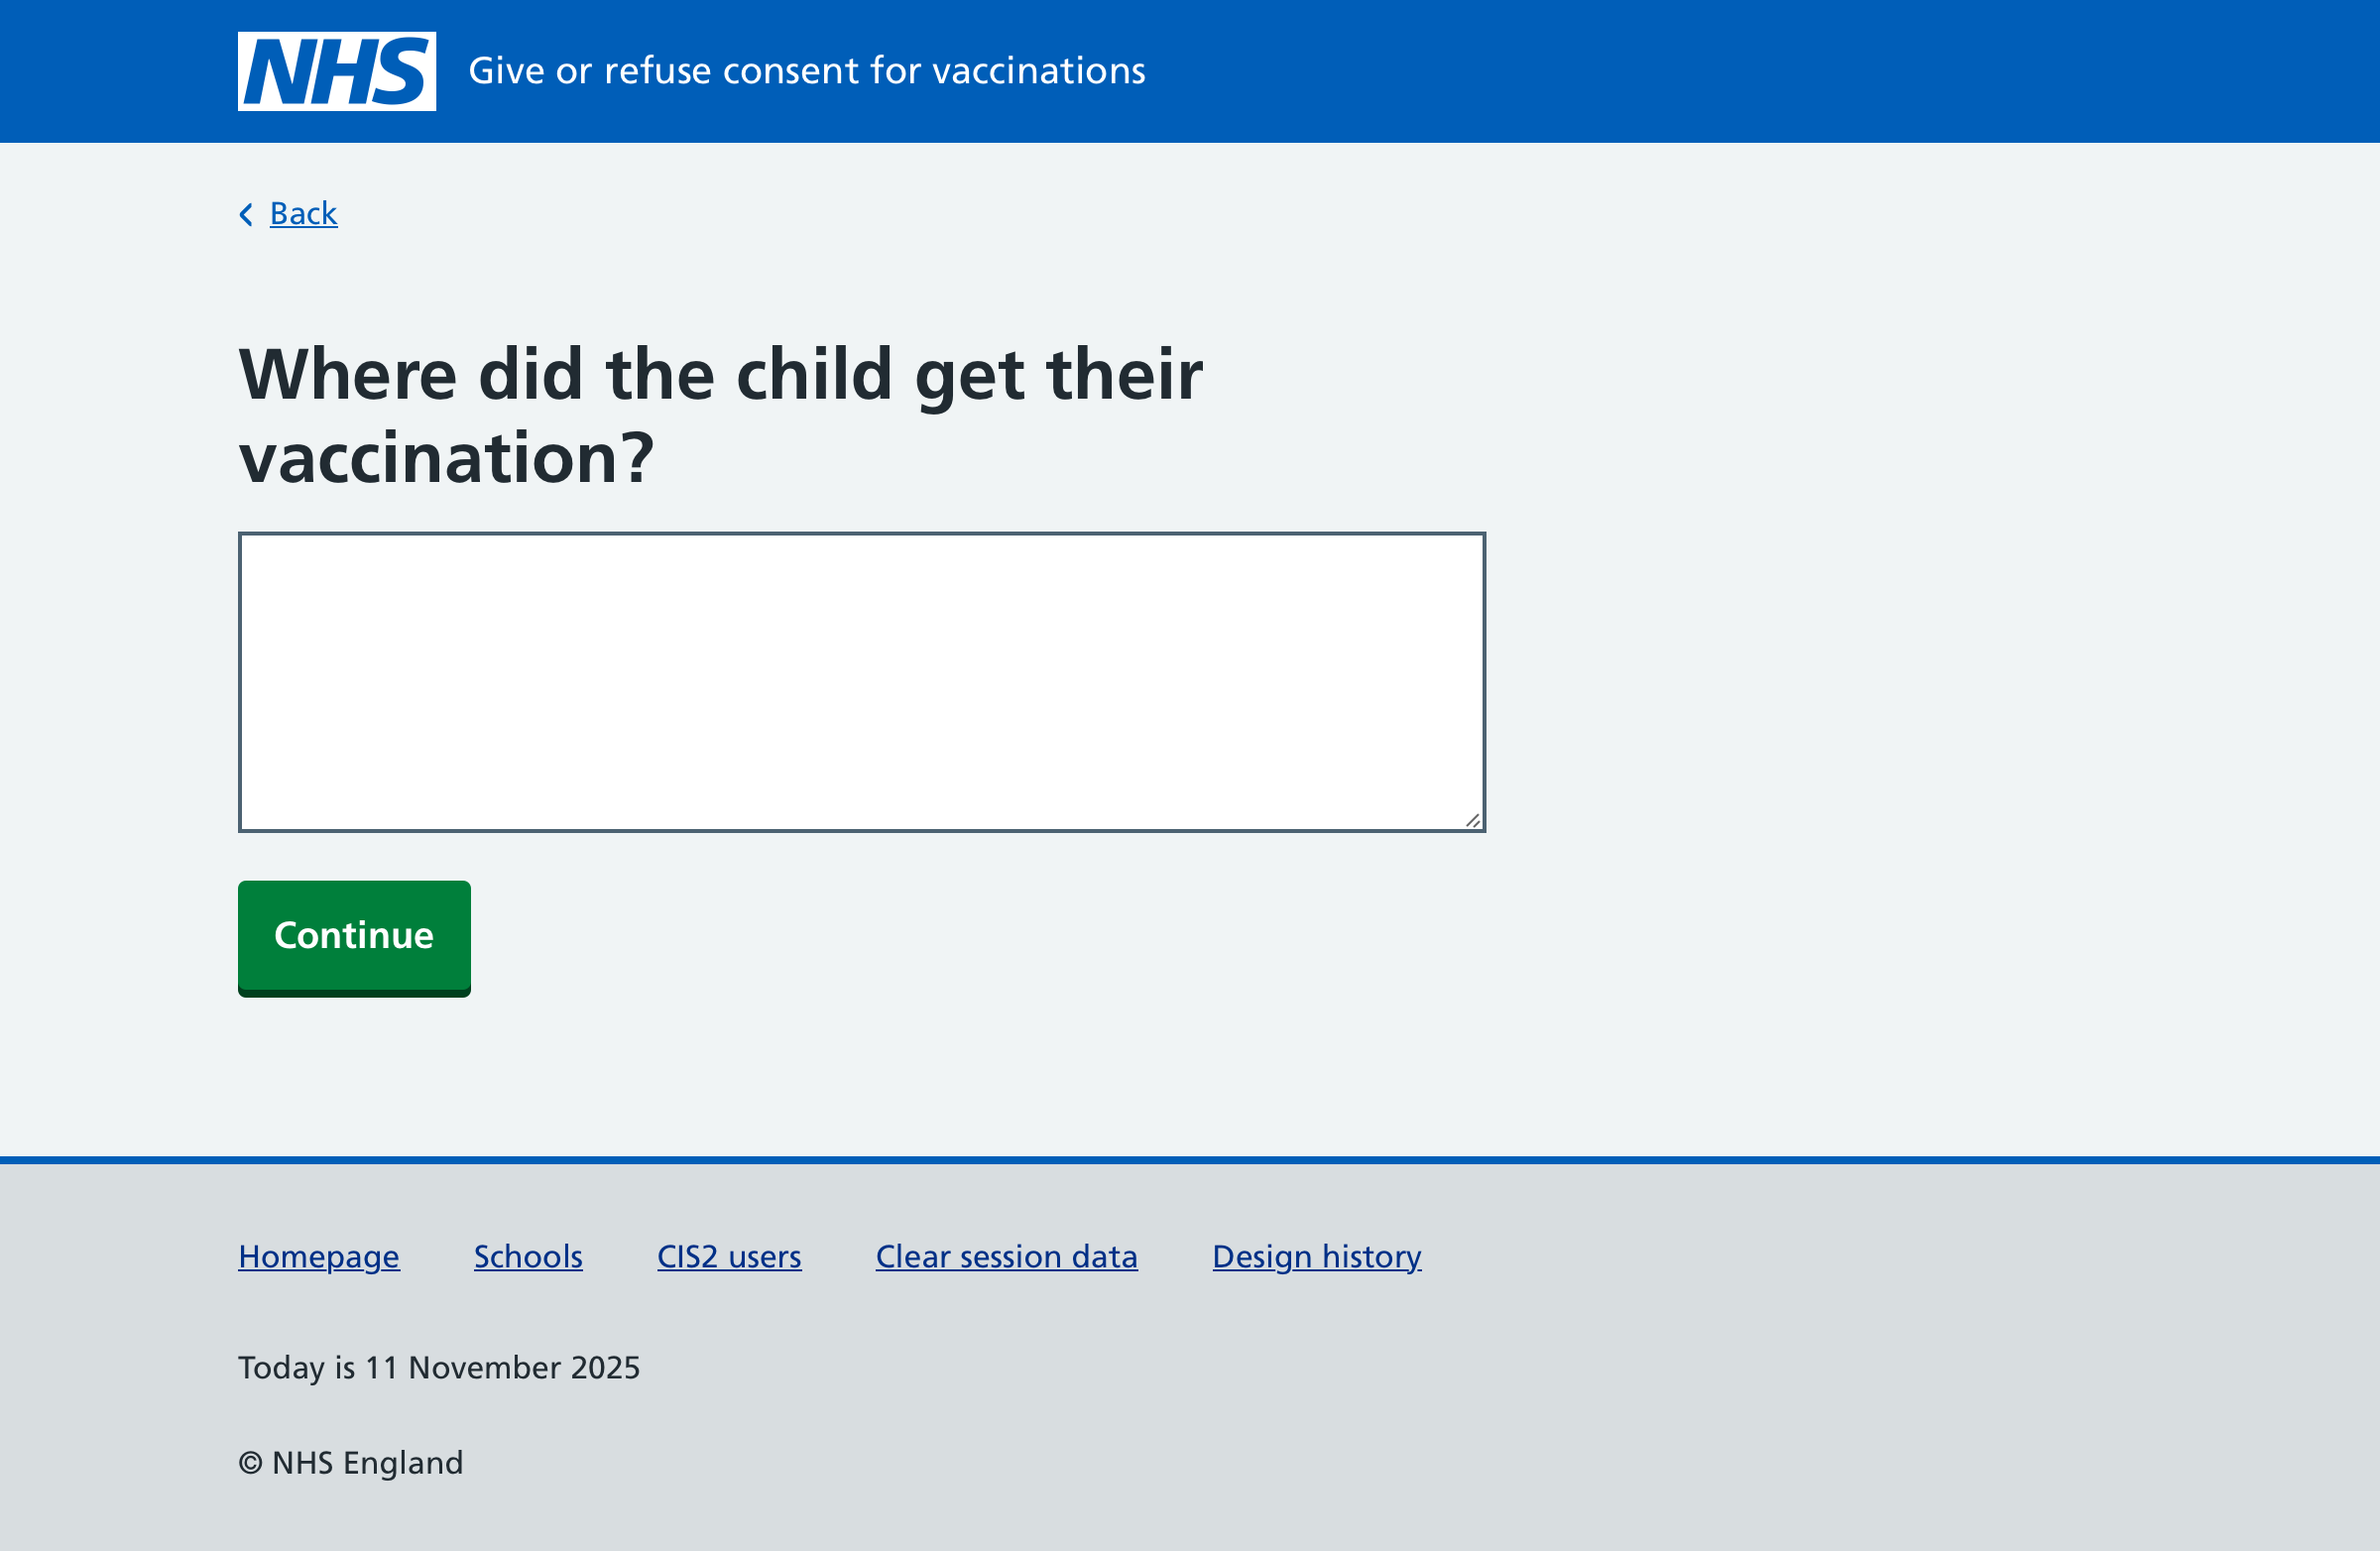 NHS Give or refuse consent for vaccinations
Back
Where did the child get their
vaccination?
Continue
Homepage Schools CIS2 users Clear session data Design history
Today is 11 November 2025
© NHS England